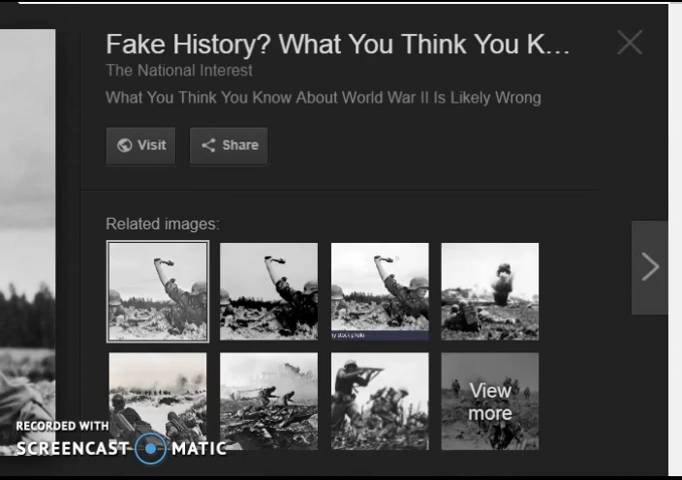 Fake History? What You Think You K...
The National Interest
What You Think You Know About World War II Is Likely Wrong
Visit
Share
Related images:
View
more
RECORDED WITH
SCREENCAST MATIC